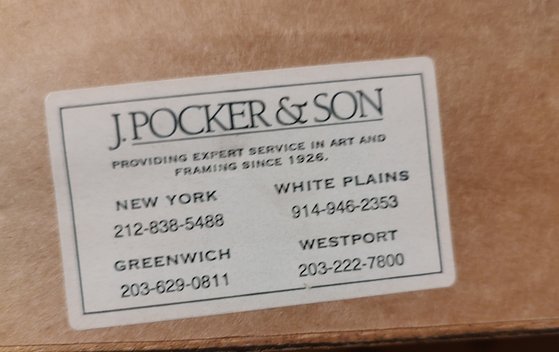 J. POCKER & SON
PROVIDING EXPERT SERVICE IN ART AND
FRAMING SINCE 1926.
NEW YORK
212-838-5488
WHITE PLAINS
914-946-2353
GREENWICH
203-629-0811
WESTPORT
203-222-7800